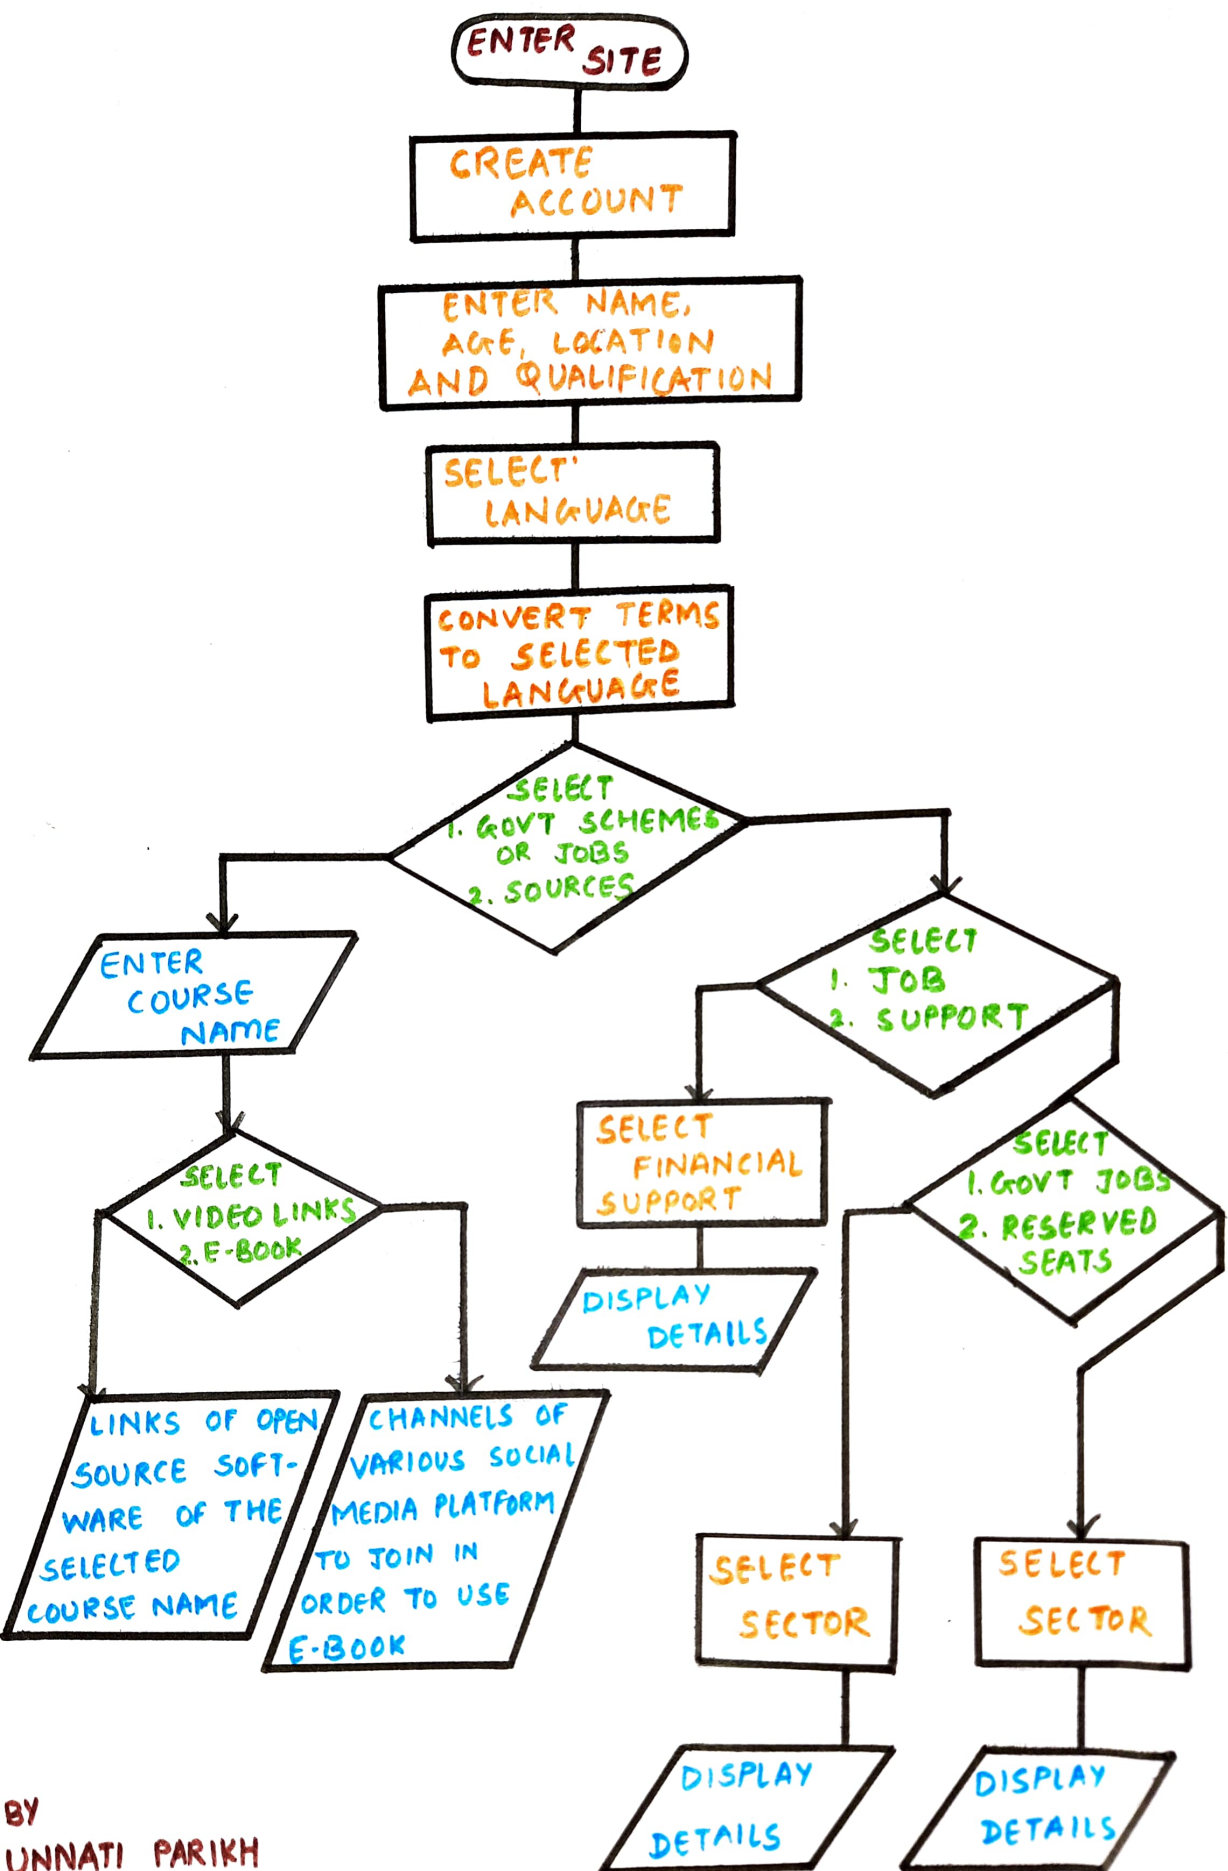 ENTER SITE
CREATE
ACCOUNT
ENTER NAME,
AGE, LOCATION
AND QUALIFICATION
SELECT
LANGUAGE
CONVERT TERMS
TO SELECTED
LANGUAGE
SELECT
1. GOVT SCHEMES
OR JOBS
2. SOURCES
ENTER
COURSE
NAME
SELECT
1. VIDEO LINKS
2. E-BOOK
LINKS OF OPEN
SOURCE SOFT-
WARE OF THE
SELECTED
COURSE NAME
CHANNELS OF
VARIOUS SOCIAL
MEDIA PLATFORM
TO JOIN IN
ORDER TO USE
E-BOOK
SELECT
1. JOB
2. SUPPORT
SELECT
FINANCIAL
SUPPORT
DISPLAY
DETAILS
SELECT
1. GOVT JOBS
2. RESERVED
SEATS
SELECT
SECTOR
DISPLAY
DETAILS
SELECT
SECTOR
DISPLAY
DETAILS
BY
UNNATI PARIKH